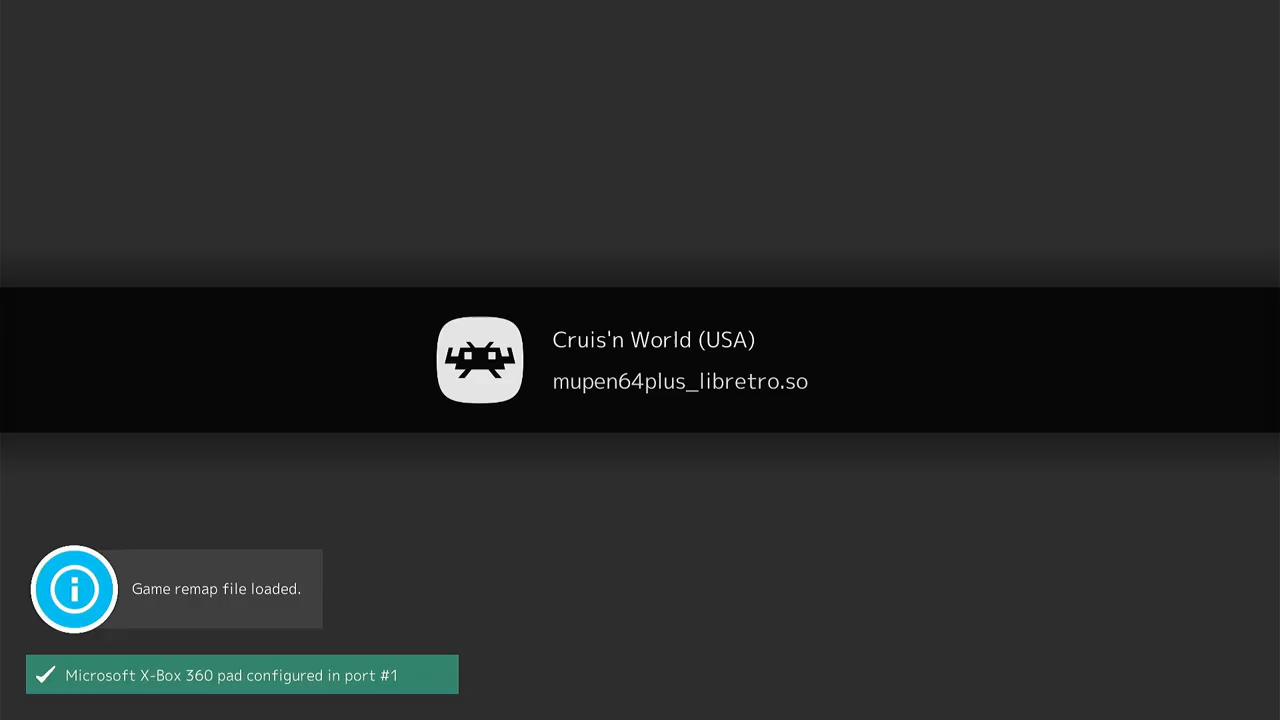 Cruis'n World (USA)
mupen64plus_libretro.so
Game remap file loaded.
Microsoft X-Box 360 pad configured in port #1